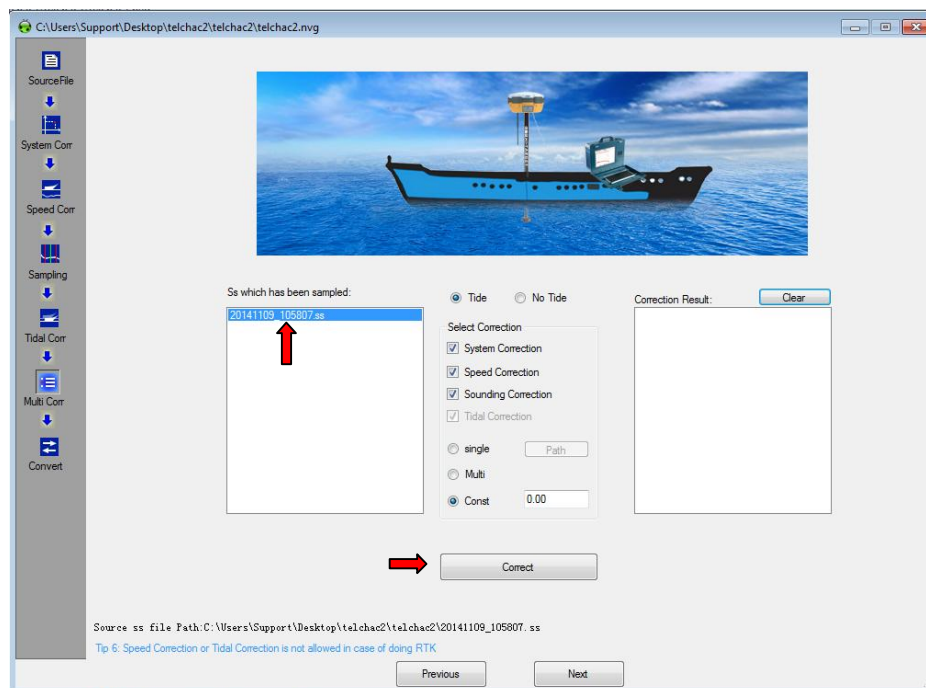 C:\Users\Support\Desktop\telchac2\telchac2\telchac2.nvg
SourceFile
System Corr
Speed Corr
Sampling
Tidal Corr
Multi Corr
Convert
Ss which has been sampled:
20141109_105807.ss
Tide No Tide
Select Correction
System Correction
Speed Correction
Sounding Correction
Tidal Correction
single Path
Multi
Const 0.00
Correction Result: Clear
Correct
Source ss file Path:C:\Users\Support\Desktop\telchac2\telchac2\20141109_105807.ss
Tip 6: Speed Correction or Tidal Correction is not allowed in case of doing RTK
Previous Next